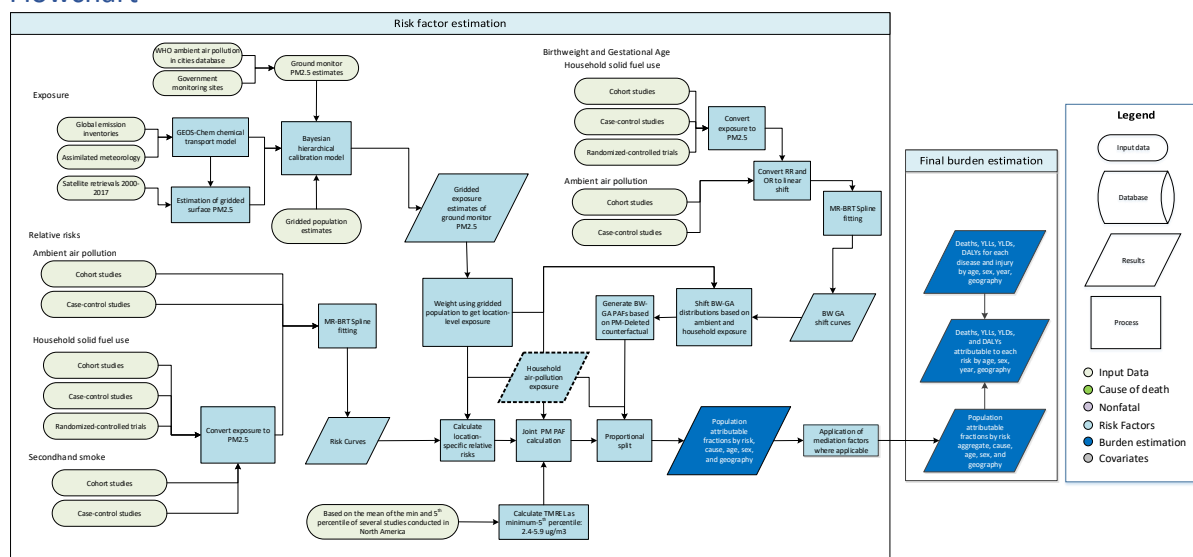 Flowchart
Risk factor estimation
WHO ambient air pollution
in cities database
Government
monitoring sites
Ground monitor
PM2.5 estimates
Exposure
Global emission
inventories
Assimilated meteorology
GEOS-Chem chemical
transport model
Satellite retrievals 2000-
2017
Estimation of gridded
surface PM2.5
Bayesian
hierarchical
calibration model
Gridded population
estimates
Gridded
exposure
estimates of
ground monitor
PM2.5
Relative risks
Ambient air pollution
Cohort studies
Case-control studies
MR-BRT Spline
fitting
Household solid fuel use
Cohort studies
Case-control studies
Randomized-controlled trials
Convert exposure to
PM2.5
Secondhand smoke
Cohort studies
Case-control studies
Risk Curves
Birthweight and Gestational Age
Household solid fuel use
Cohort studies
Case-control studies
Randomized-controlled trials
Convert
exposure to
PM2.5
Ambient air pollution
Cohort studies
Case-control studies
Convert RR and
OR to linear
shift
MR-BRT Spline
fitting
BW GA
shift curves
Shift BW-GA
distributions based on
ambient and
household exposure
Generate BW-
GA PAFs based
on PM-Deleted
counterfactual
Weight using gridded
population to get location-
level exposure
Household
air-pollution
exposure
Calculate
location-
specific relative
risks
Joint PM PAF
calculation
Proportional
split
Population
attributable
fractions by risk,
cause, age, sex,
and geography
Application of
mediation factors
where applicable
Based on the mean of the min and 5th
percentile of several studies conducted in
North America
Calculate TMREL as
minimum-5th percentile:
2.4-5.9 ug/m3
Final burden estimation
Deaths, YLLs, YLDs,
DALYs for each
disease and injury
by age, sex, year,
geography
Deaths, YLLs, YLDs,
and DALYs
attributable to each
risk by age, sex,
year, geography
Population
attributable
fractions by risk
aggregate, cause,
age, sex, and
geography
Legend
Input data
Database
Results
Process
Input Data
Cause of death
Nonfatal
Risk Factors
Burden estimation
Covariates